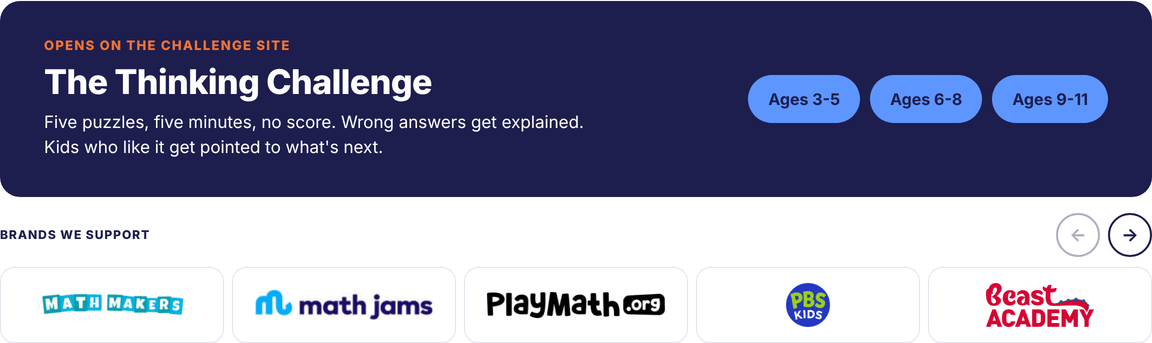 OPENS ON THE CHALLENGE SITE
The Thinking Challenge
Five puzzles, five minutes, no score. Wrong answers get explained.
Kids who like it get pointed to what's next.
Ages 3-5
Ages 6-8
Ages 9-11
BRANDS WE SUPPORT
MATH MAKERS
math jams
PlayMath.org
PBS
KIDS
Beast
ACADEMY